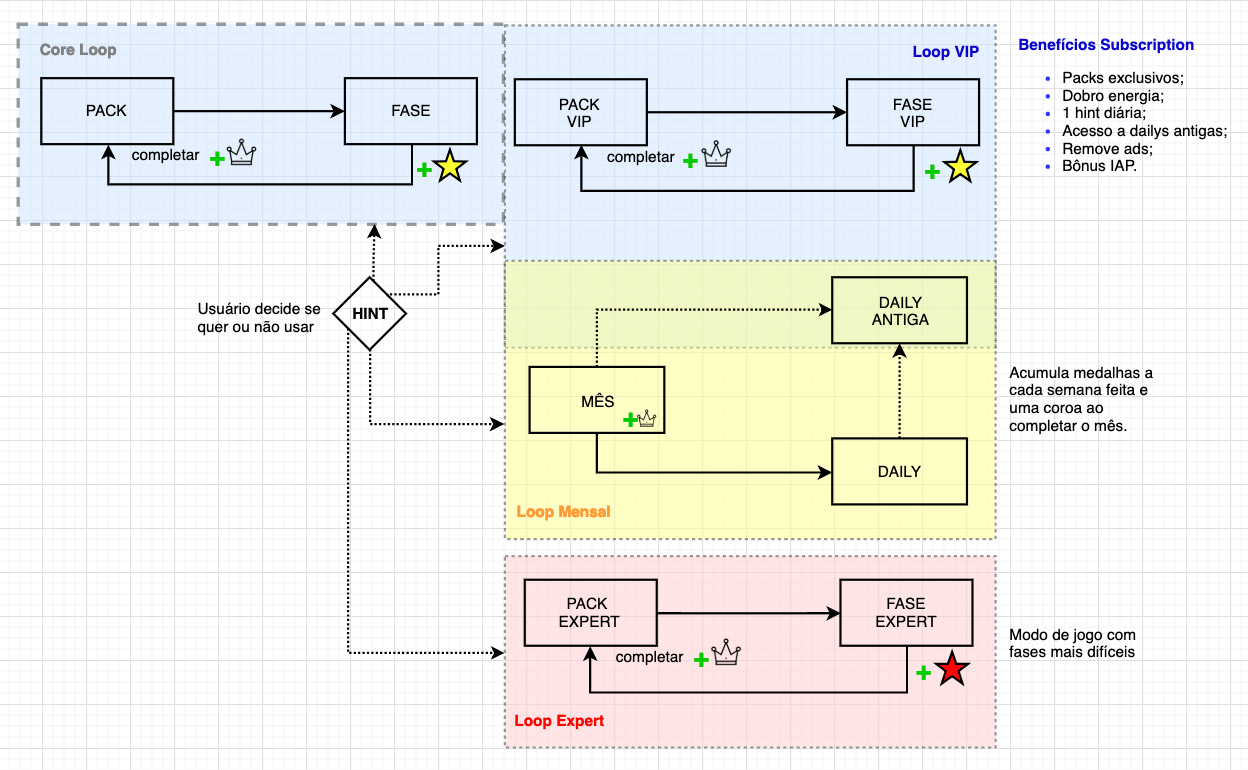 Core Loop
PACK
FASE
completar
Loop VIP
PACK
VIP
FASE
VIP
completar
Benefícios Subscription
Packs exclusivos;
Dobro energia;
1 hint diária;
Acesso a dailys antigas;
Remove ads;
Bônus IAP.
Usuário decide se
quer ou não usar
HINT
DAILY
ANTIGA
MÊS
DAILY
Loop Mensal
Acumula medalhas a
cada semana feita e
uma coroa ao
completar o mês.
PACK
EXPERT
FASE
EXPERT
completar
Loop Expert
Modo de jogo com
fases mais difíceis